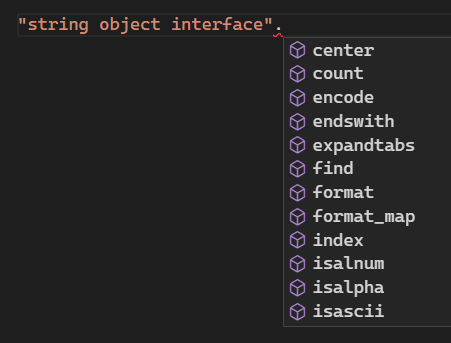 "string object interface".
center
count
encode
endswith
expandtabs
find
format
format_map
index
isalnum
isalpha
isascii